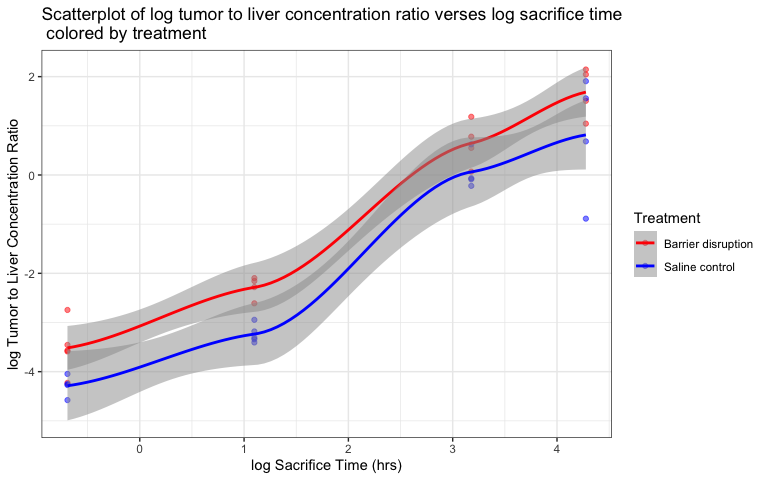 Scatterplot of log tumor to liver concentration ratio verses log sacrifice time
colored by treatment
2
0
-2
-4
log Tumor to Liver Concentration Ratio
0 1 2 3 4
log Sacrifice Time (hrs)
Treatment
Barrier disruption
Saline control